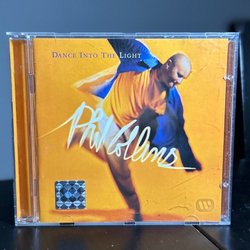 DANCE INTO THE LIGHT
Phil Collins